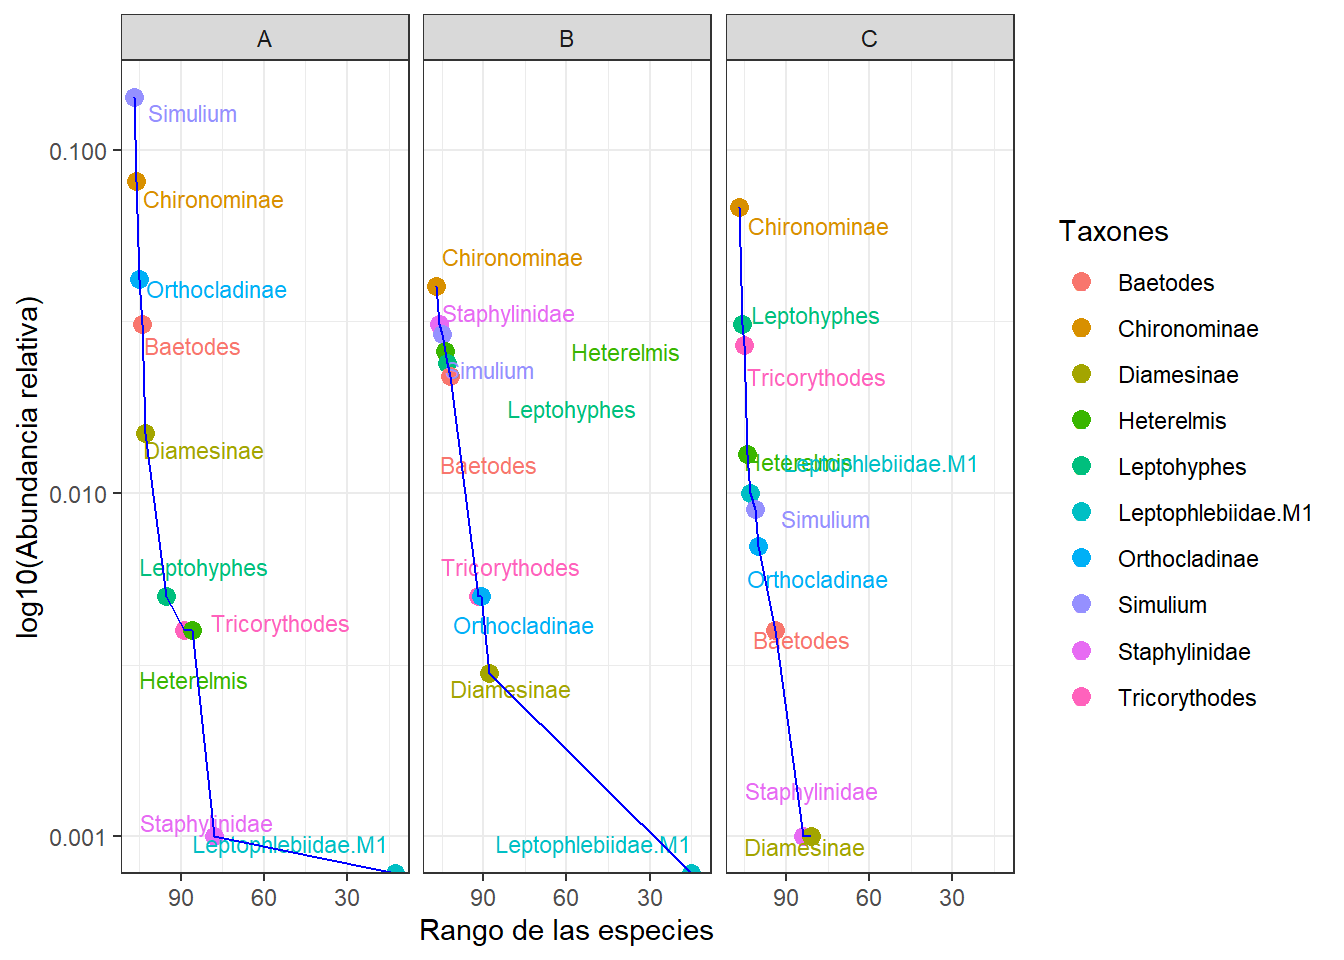 A
B
C
log10(Abundancia relativa)
0.100
0.010
0.001
Simulium
Chironominae
Orthocladinae
Baetodes
Diamesinae
Leptohyphes
Tricorythodes
Heterelmis
Staphylinidae
Leptophlebiidae.M1
Chironominae
Staphylinidae
Heterelmis
Simulium
Leptohyphes
Baetodes
Tricorythodes
Orthocladinae
Diamesinae
Leptophlebiidae.M1
Chironominae
Leptohyphes
Tricorythodes
Heterelmis
Leptophlebiidae.M1
Simulium
Orthocladinae
Baetodes
Staphylinidae
Diamesinae
90 60 30
90 60 30
90 60 30
Rango de las especies
Taxones
Baetodes
Chironominae
Diamesinae
Heterelmis
Leptohyphes
Leptophlebiidae.M1
Orthocladinae
Simulium
Staphylinidae
Tricorythodes